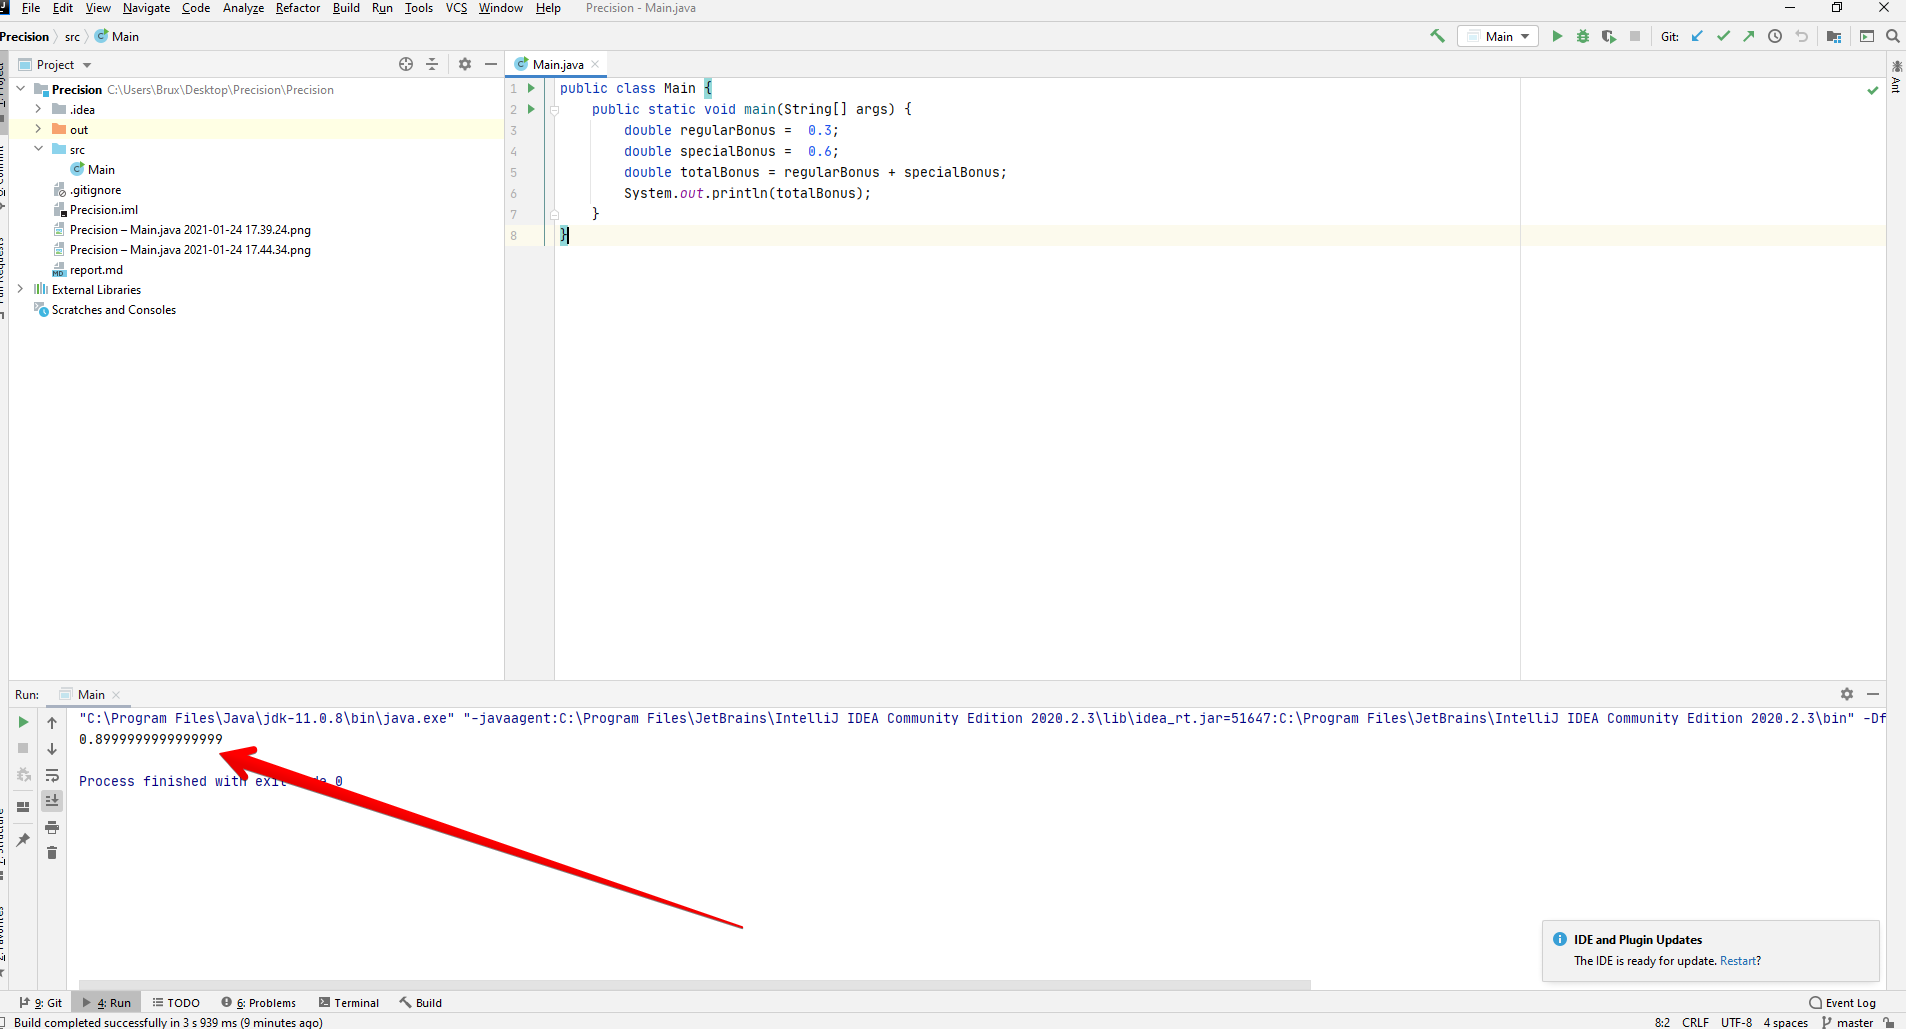 File Edit View Navigate Code Analyze Refactor Build Run Tools VCS Window Help Precision - Main.java
Precision src Main
Main Git:
Project
Main.java
Precision C:\Users\Brux\Desktop\Precision\Precision
.idea
out
src
Main
.gitignore
Precision.iml
Precision – Main.java 2021-01-24 17.39.24.png
Precision – Main.java 2021-01-24 17.44.34.png
report.md
External Libraries
Scratches and Consoles
1 public class Main {
2 public static void main(String[] args) {
3 double regularBonus =  0.3;
4 double specialBonus =  0.6;
5 double totalBonus = regularBonus + specialBonus;
6 System.out.println(totalBonus);
7 }
8 }
Ant
Run: Main
"C:\Program Files\Java\jdk-11.0.8\bin\java.exe" "-javaagent:C:\Program Files\JetBrains\IntelliJ IDEA Community Edition 2020.2.3\lib\idea_rt.jar=51647:C:\Program Files\JetBrains\IntelliJ IDEA Community Edition 2020.2.3\bin" -Df
0.8999999999999999
Process finished with exit 0
IDE and Plugin Updates
The IDE is ready for update. Restart?
9: Git 4: Run TODO 6: Problems Terminal Build Event Log
Build completed successfully in 3 s 939 ms (9 minutes ago) 8:2 CRLF UTF-8 4 spaces master